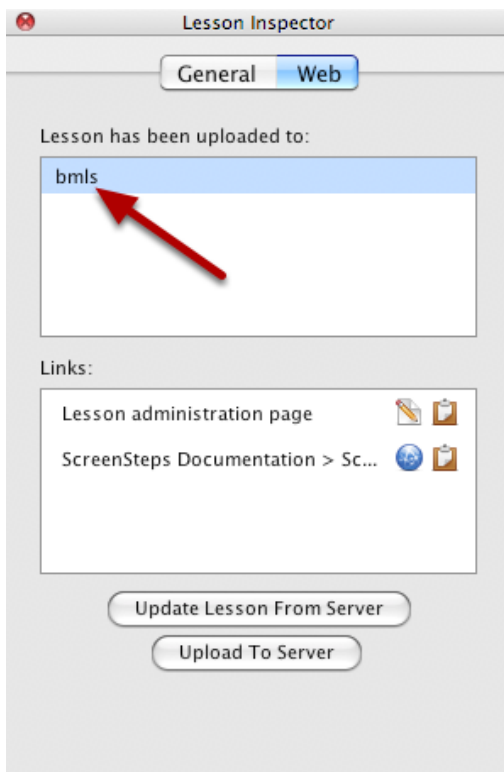 Lesson Inspector
General Web
Lesson has been uploaded to:
bmls
Links:
Lesson administration page
ScreenSteps Documentation > Sc...
Update Lesson From Server
Upload To Server